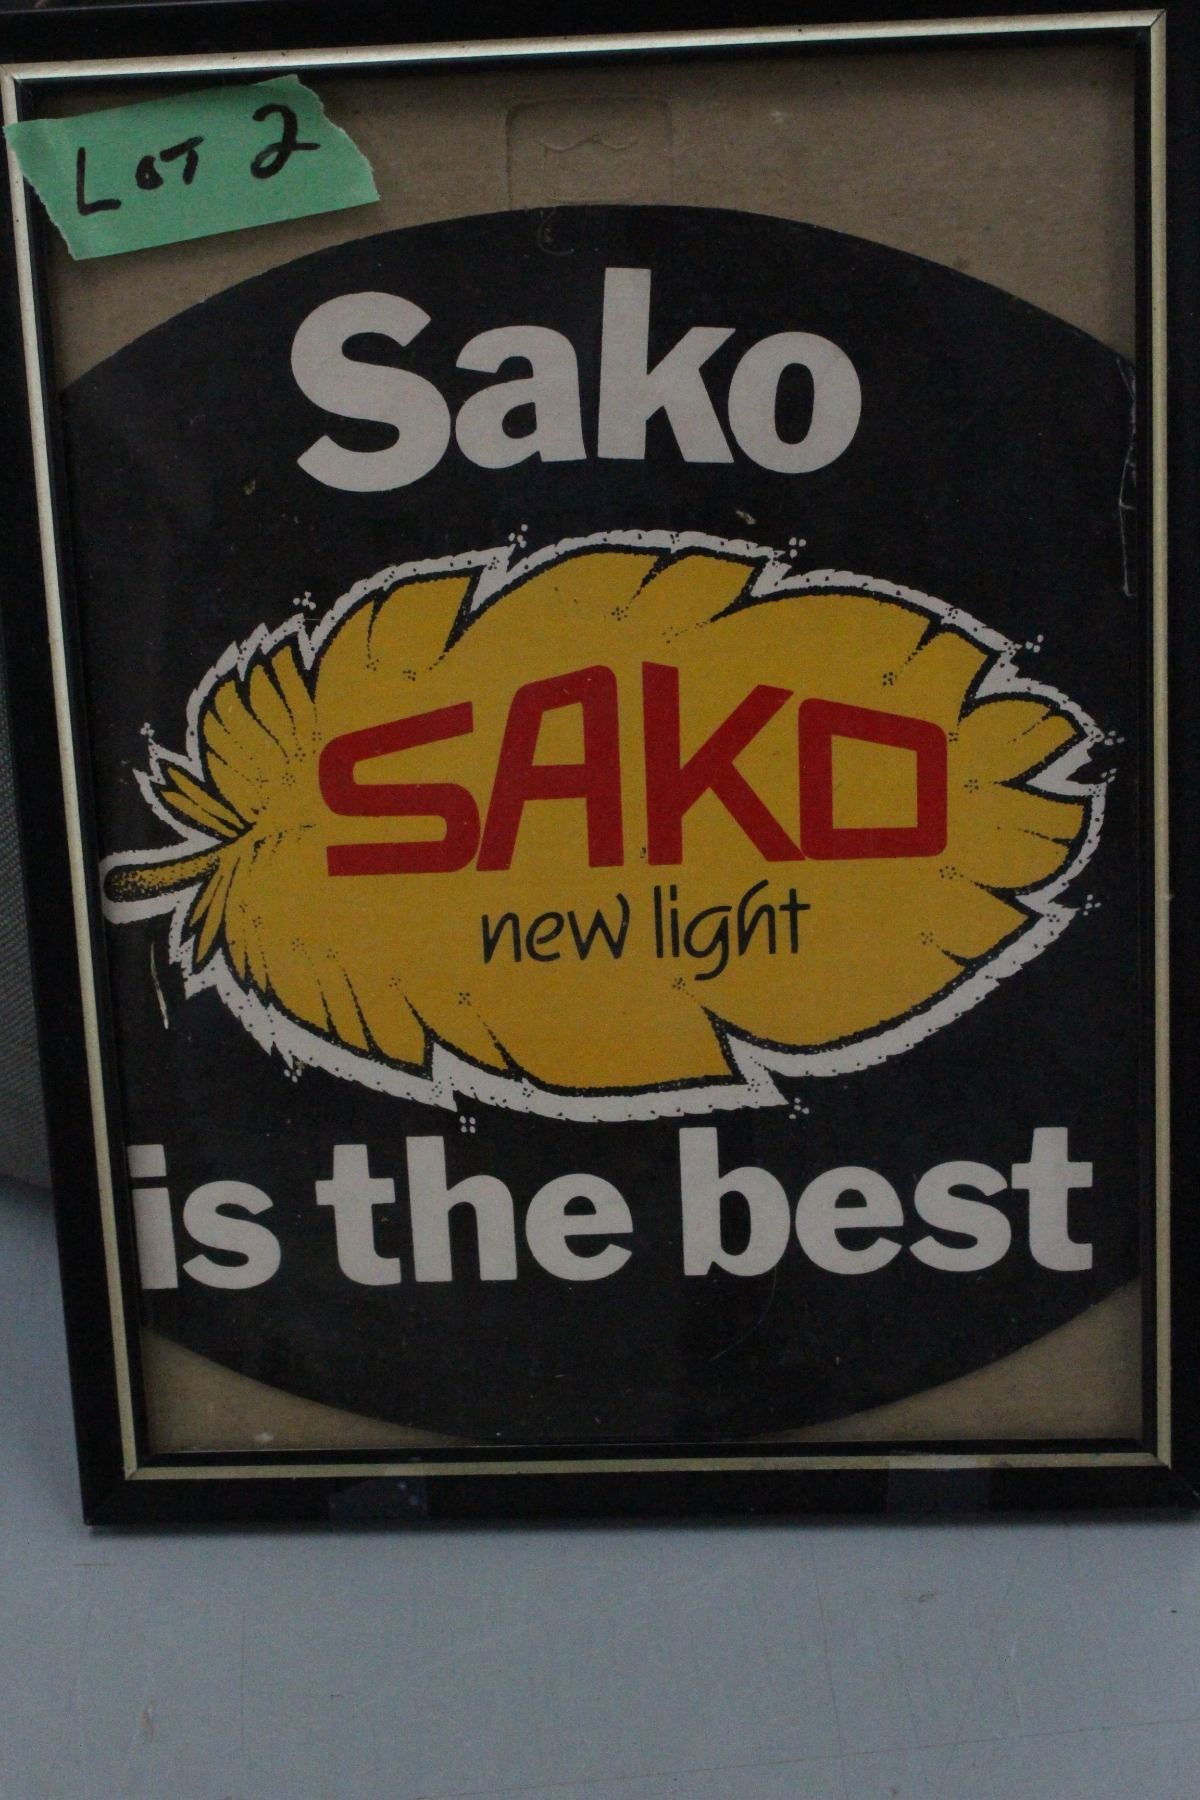 LOT 2
Sako
SAKO
new light
is the best